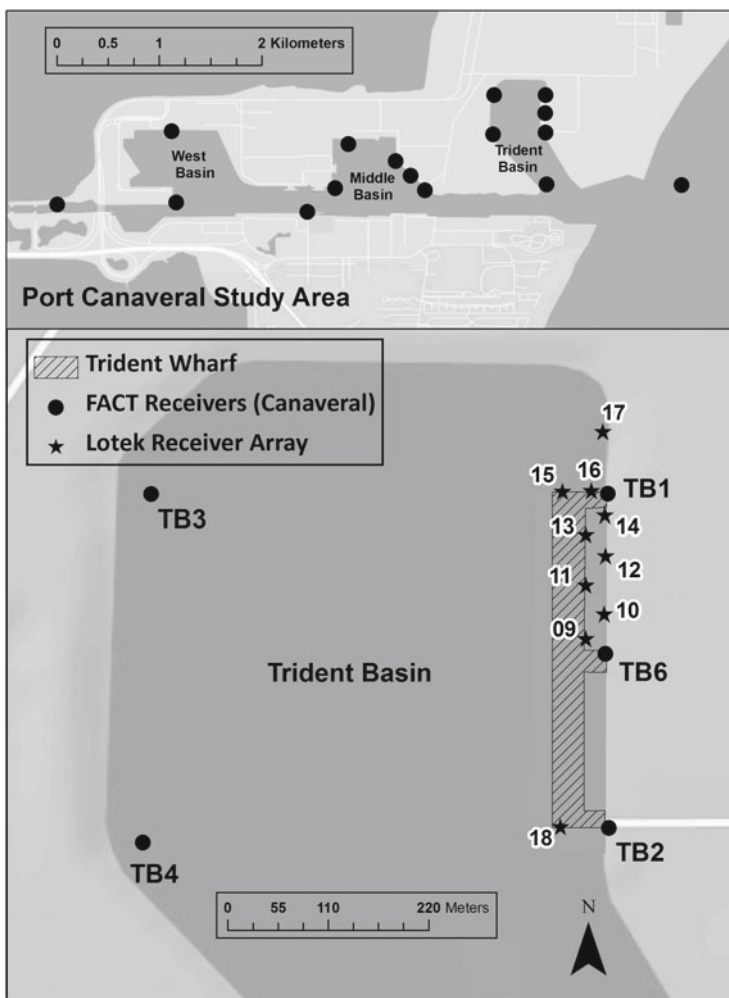 0 0.5 1 2 Kilometers
West
Basin
Middle
Basin
Trident
Basin
Port Canaveral Study Area
Trident Wharf
FACT Receivers (Canaveral)
Lotek Receiver Array
17
15
16
TB1
TB3
14
13
12
11
10
09
TB6
Trident Basin
18
TB2
TB4
0 55 110 220 Meters
N